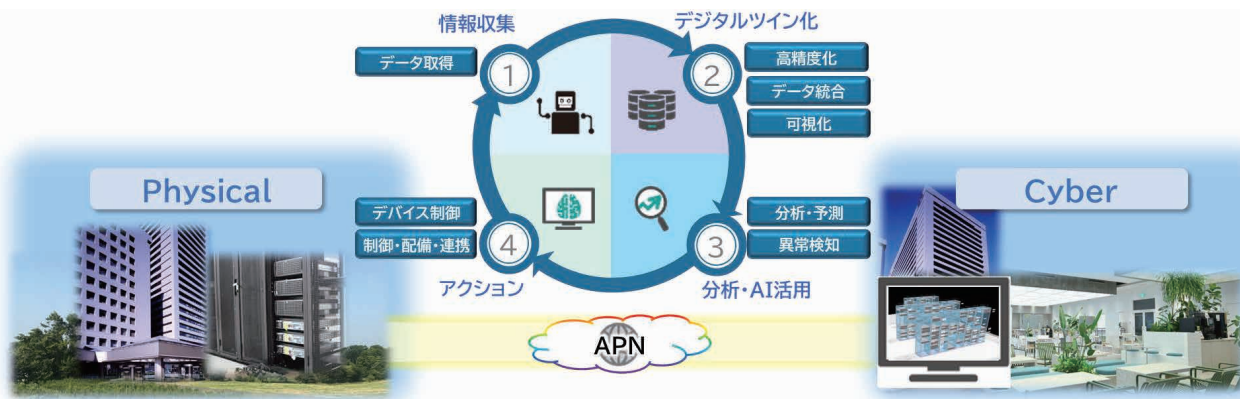 情報収集
データ取得
1
デジタルツイン化
2
高精度化
データ統合
可視化
Physical
Cyber
デバイス制御
制御・配備・連携
4
アクション
分析・予測
異常検知
3
分析・AI活用
APN